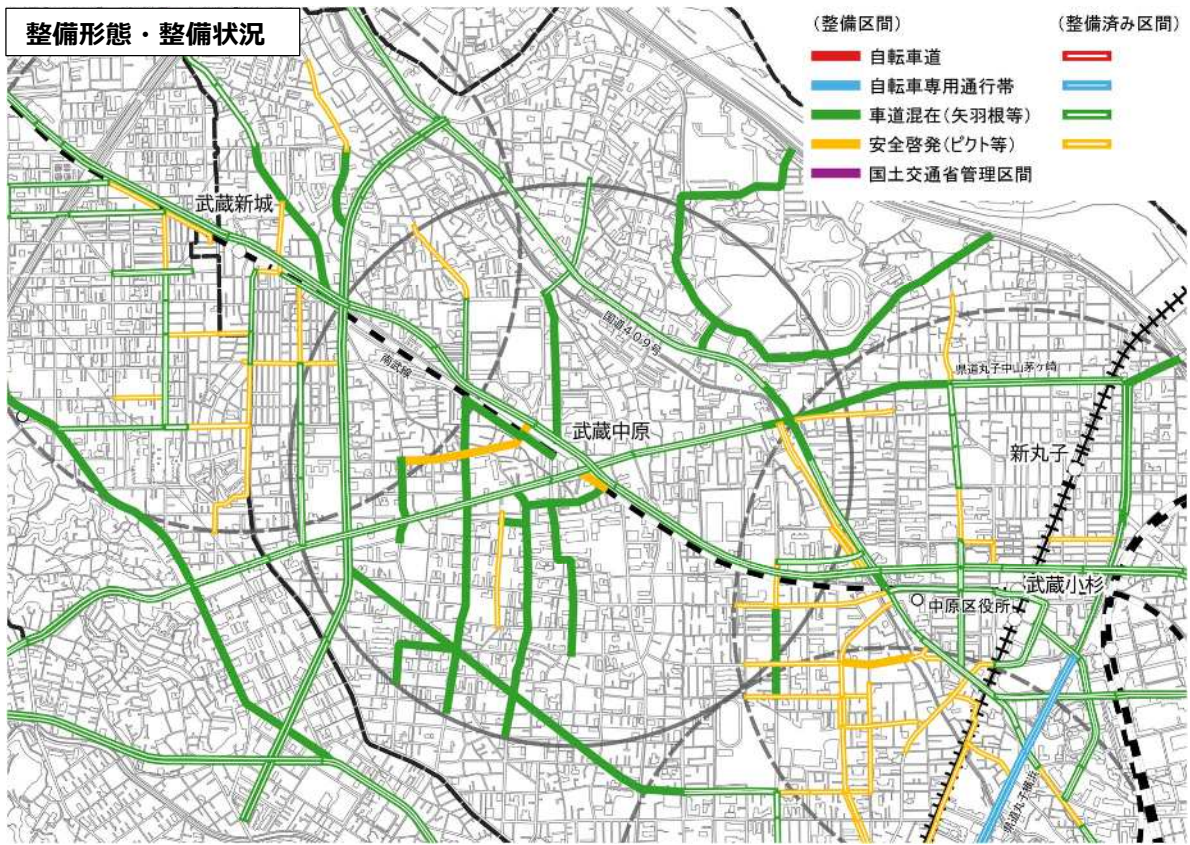 整備形態・整備状況
(整備区間) (整備済み区間)
自転車道
自転車専用通行帯
車道混在(矢羽根等)
安全啓発(ピクト等)
国土交通省管理区間
武蔵新城
国道409号
南武線
県道丸子中山茅ケ崎
武蔵中原
新丸子
武蔵小杉
中原区役所
県道丸子横浜